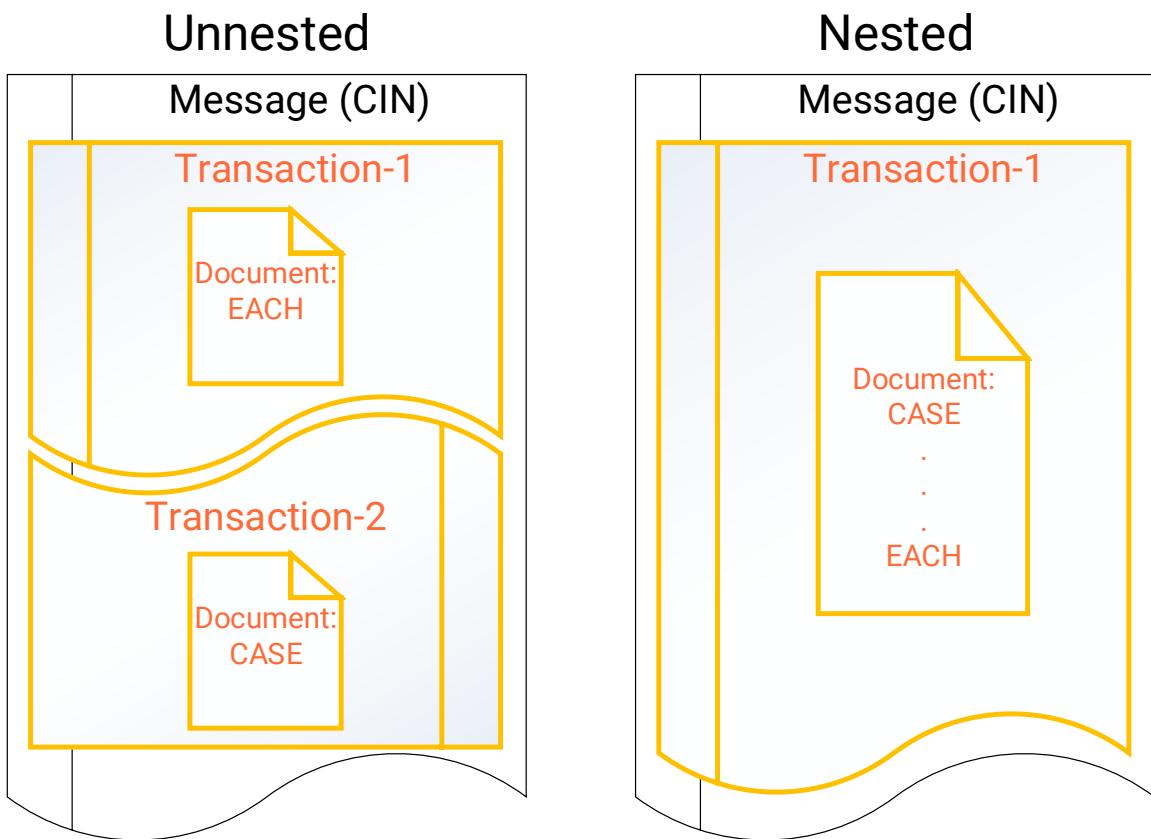 Unnested
Message (CIN)
Transaction-1
Document:
EACH
Transaction-2
Document:
CASE
Nested
Message (CIN)
Transaction-1
Document:
CASE
.
.
.
EACH